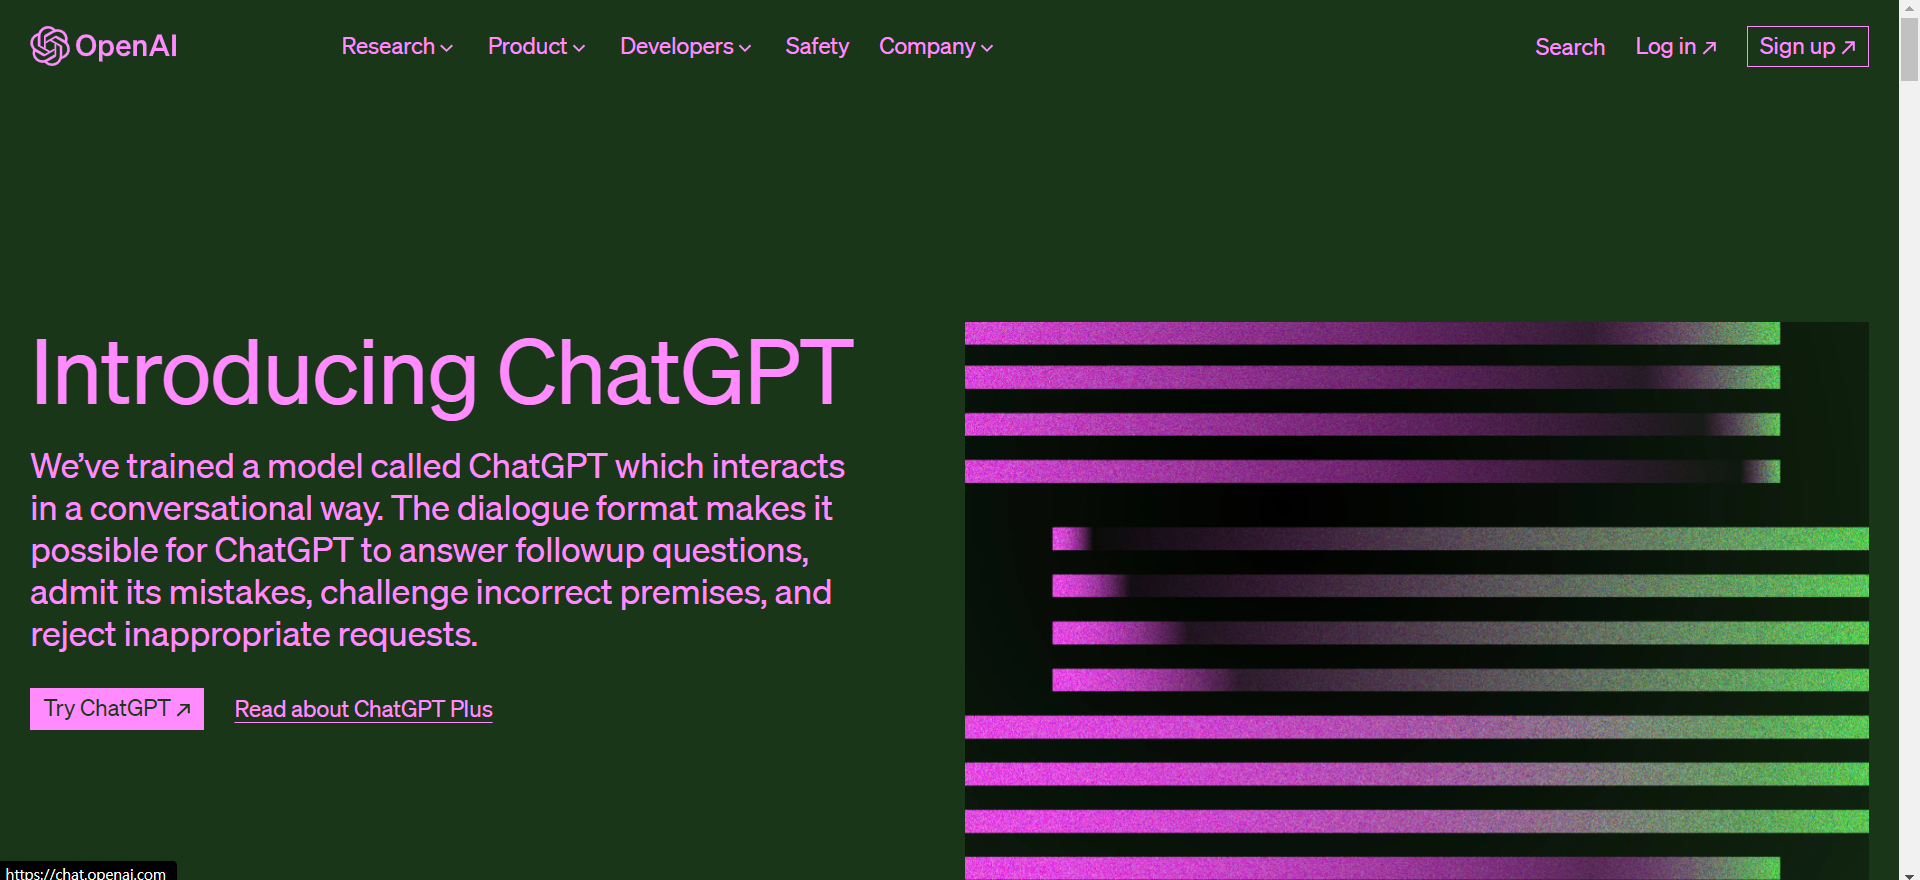 OpenAI
Research
Product
Developers
Safety
Company
Search
Log in
Sign up
Introducing ChatGPT
We’ve trained a model called ChatGPT which interacts
in a conversational way. The dialogue format makes it
possible for ChatGPT to answer followup questions,
admit its mistakes, challenge incorrect premises, and
reject inappropriate requests.
Try ChatGPT
Read about ChatGPT Plus
https://chat.openai.com